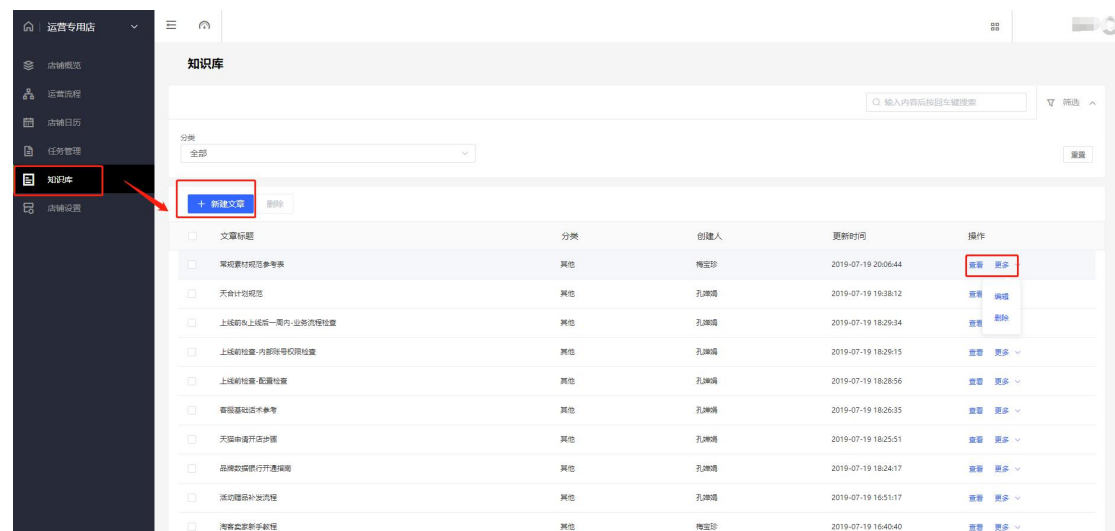 运营专用店
知识库
店铺概览
运营流程
输入内容后按回车键搜索 筛选
店铺日历
分类
任务管理
全部 重置
知识库
+ 新建文章 删除
店铺设置
文章标题 分类 创建人 更新时间 操作
常规素材规范参考表 其他 梅宝珍 2019-07-19 20:06:44 查看 更多
天合计划规范 其他 孔婵娟 2019-07-19 19:38:12 查看 编辑
上线前&上线后一周内-业务流程检查 其他 孔婵娟 2019-07-19 18:29:34 查看 删除
上线前检查-内部账号权限检查 其他 孔婵娟 2019-07-19 18:29:15 查看 更多
上线前检查-配置检查 其他 孔婵娟 2019-07-19 18:28:56 查看 更多
客服基础话术参考 其他 孔婵娟 2019-07-19 18:26:35 查看 更多
天猫申请开店步骤 其他 孔婵娟 2019-07-19 18:25:51 查看 更多
品牌数据银行开通指南 其他 孔婵娟 2019-07-19 18:24:17 查看 更多
活动赠品补发流程 其他 孔婵娟 2019-07-19 16:51:17 查看 更多
淘客卖家新手教程 其他 梅宝珍 2019-07-19 16:40:40 查看 更多